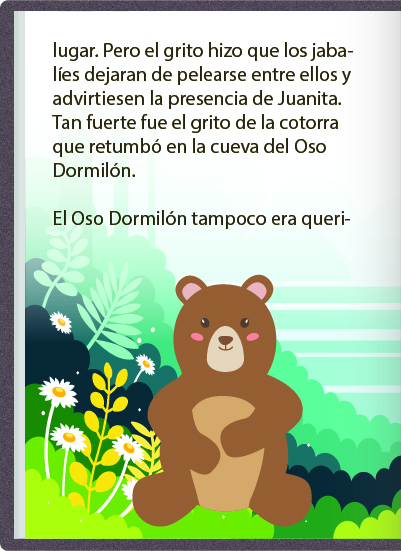 lugar. Pero el grito hizo que los jaba-
líes dejaran de pelearse entre ellos y
advirtiesen la presencia de Juanita.
Tan fuerte fue el grito de la cotorra
que retumbó en la cueva del Oso
Dormilón.
El Oso Dormilón tampoco era queri-